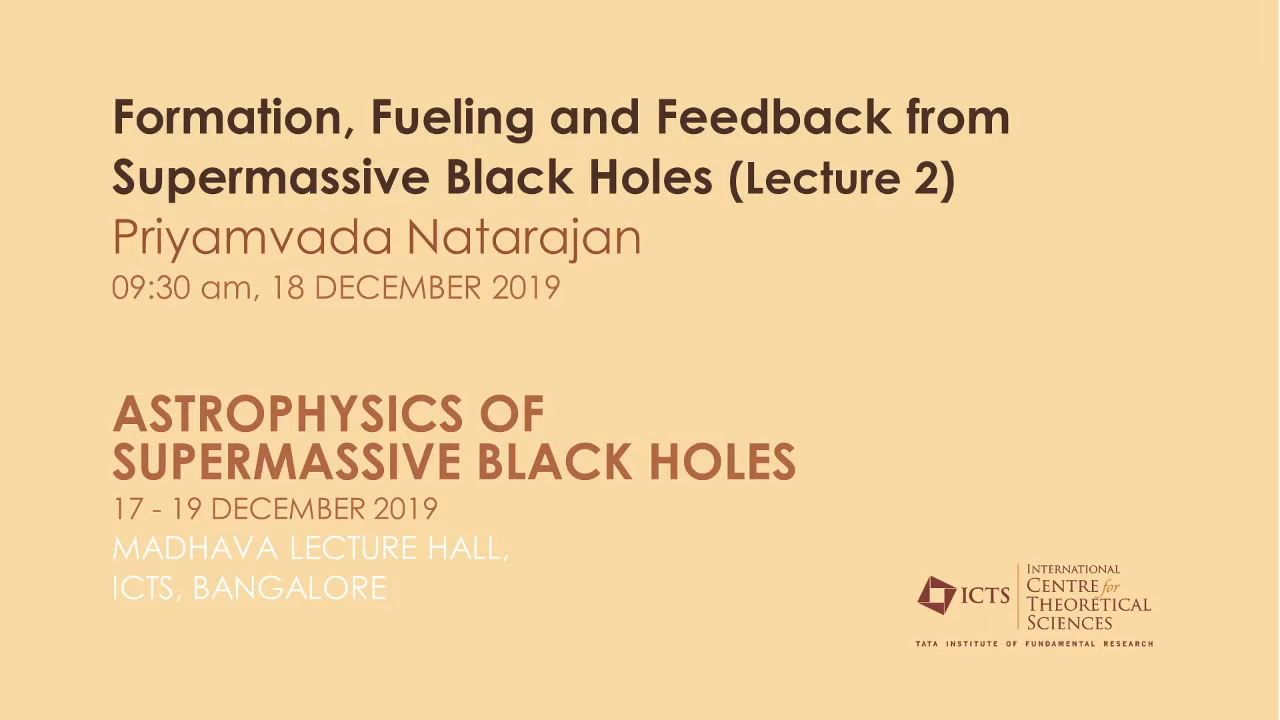 Formation, Fueling and Feedback from
Supermassive Black Holes (Lecture 2)
Priyamvada Natarajan
09:30 am, 18 DECEMBER 2019
ASTROPHYSICS OF
SUPERMASSIVE BLACK HOLES
17 - 19 DECEMBER 2019
MADHAVA LECTURE HALL,
ICTS, BANGALORE
ICTS
INTERNATIONAL
CENTRE for
THEORETICAL
SCIENCES
TATA INSTITUTE OF FUNDAMENTAL RESEARCH